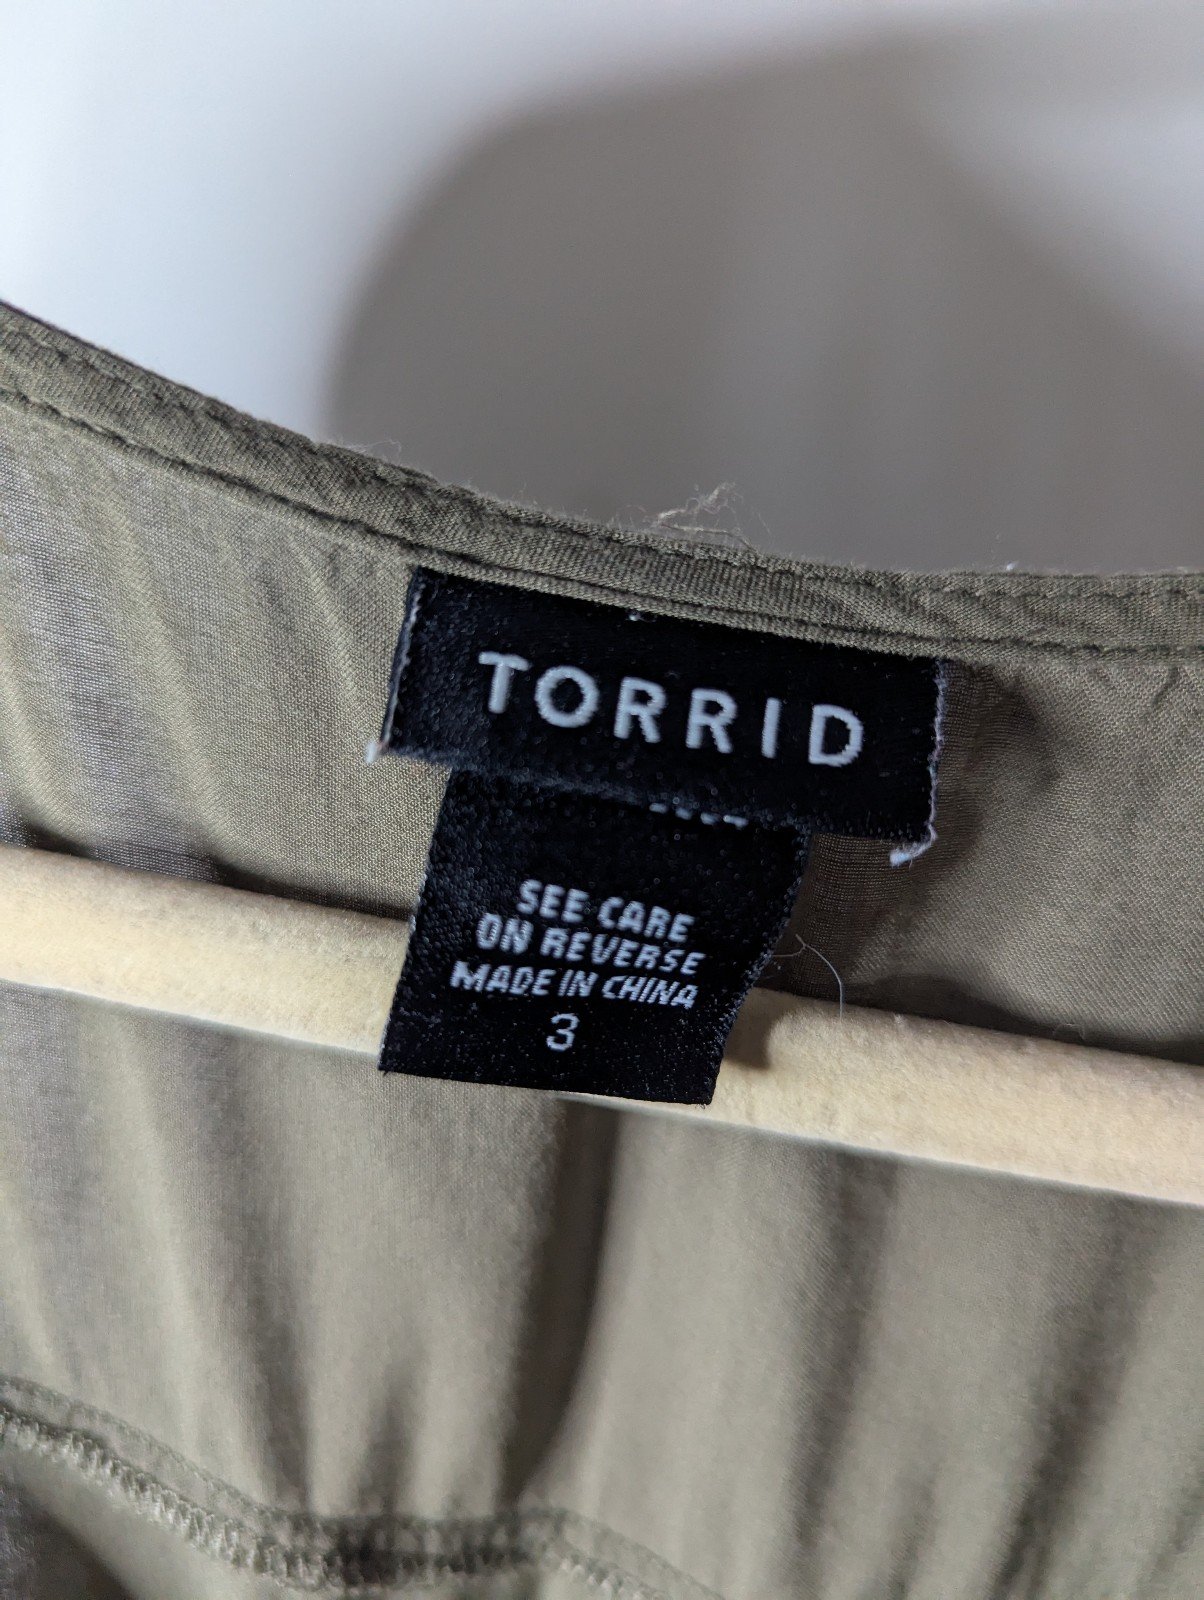 TORRID
SEE CARE
ON REVERSE
MADE IN CHINA
3